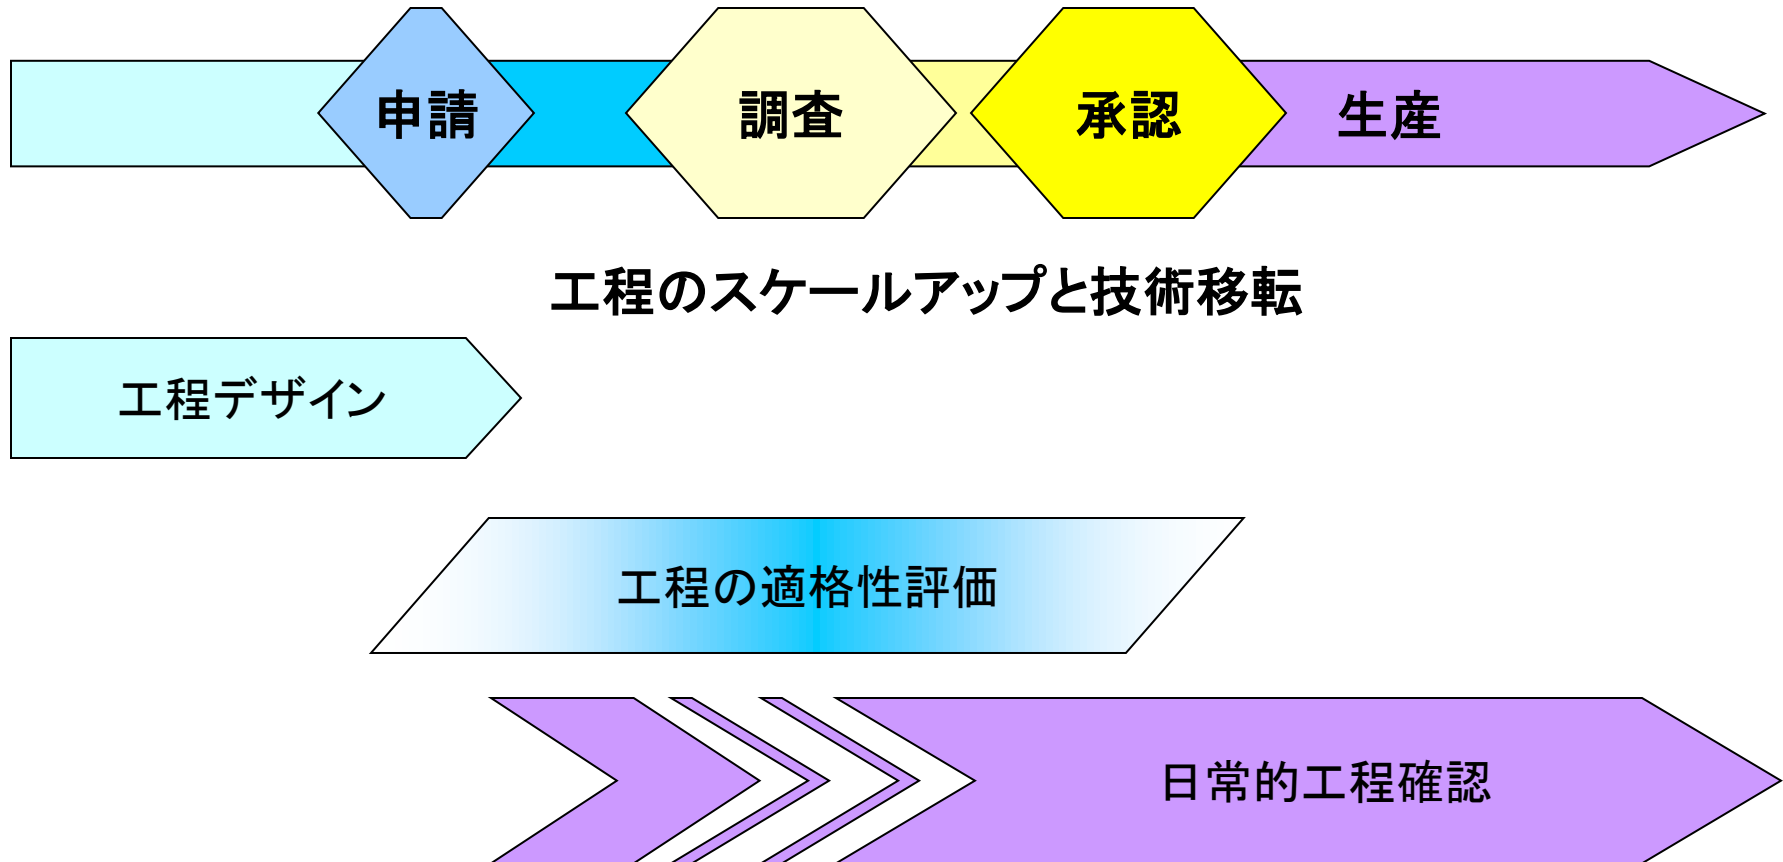 申請 調査 承認 生産
工程のスケールアップと技術移転
工程デザイン
工程の適格性評価
日常的工程確認